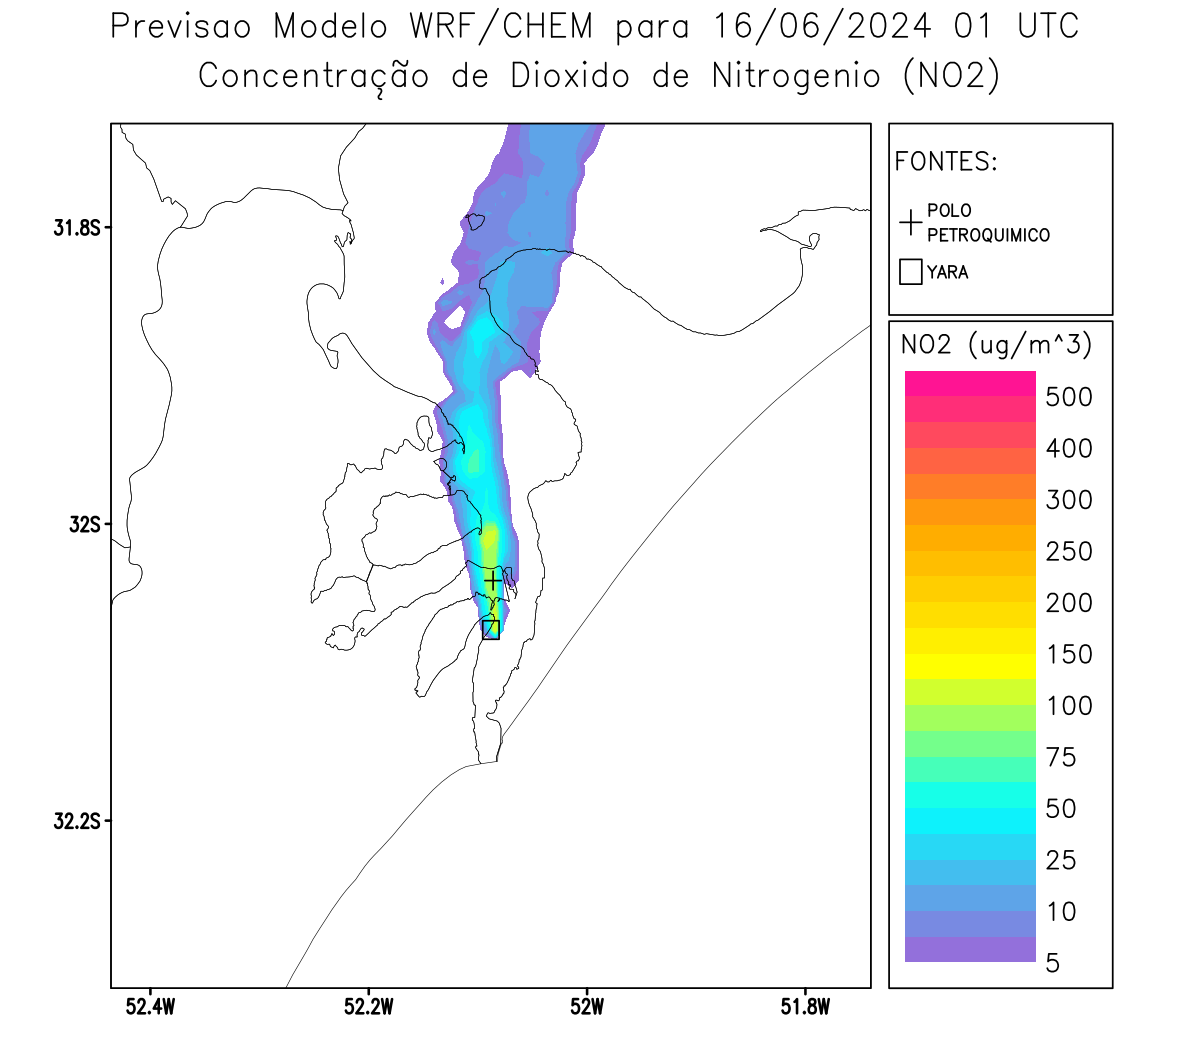 Previsao Modelo WRF/CHEM para 16/06/2024 01 UTC
Concentração de Dioxido de Nitrogenio (NO2)
FONTES:
POLO
PETROQUIMICO
YARA
31.8S
32S
32.2S
52.4W
52.2W
52W
51.8W
NO2 (ug/m^3)
500
400
300
250
200
150
100
75
50
25
10
5